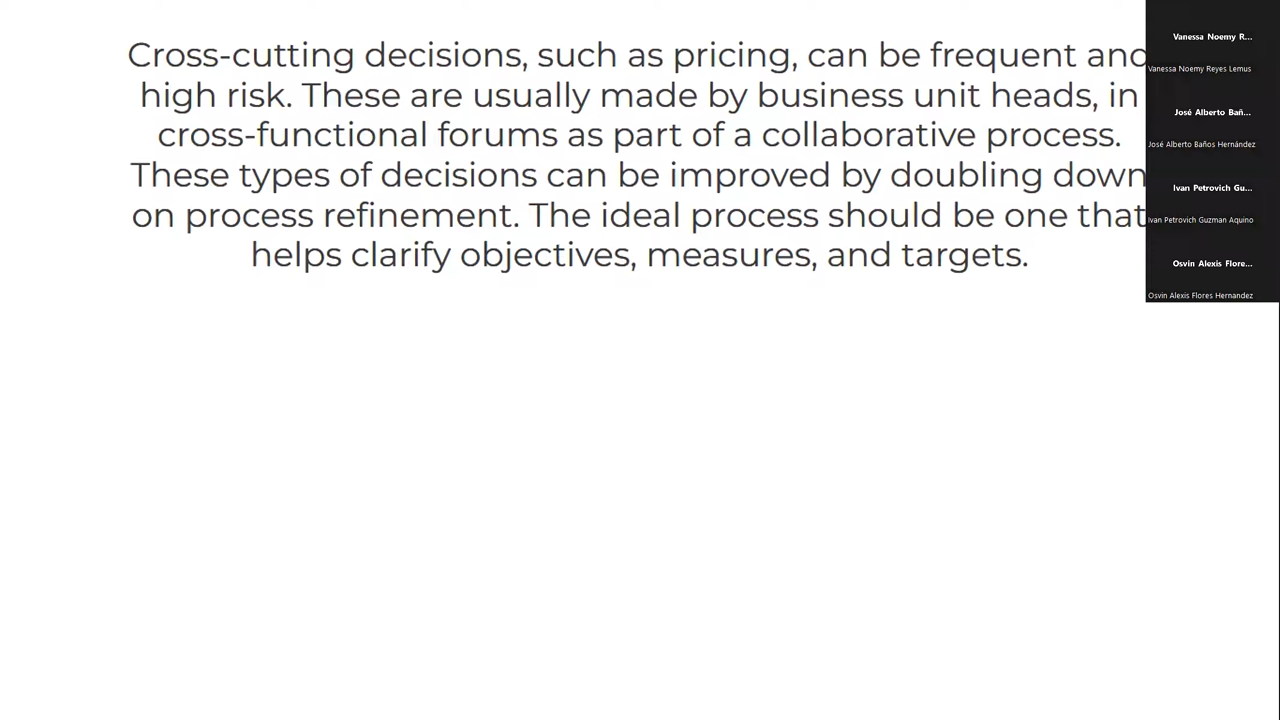 Cross-cutting decisions, such as pricing, can be frequent and
high risk. These are usually made by business unit heads, in
cross-functional forums as part of a collaborative process.
These types of decisions can be improved by doubling down
on process refinement. The ideal process should be one that
helps clarify objectives, measures, and targets.
Vanessa Noemy R...
Vanessa Noemy Reyes Lemus
José Alberto Bañ...
José Alberto Baños Hernández
Ivan Petrovich Gu...
Ivan Petrovich Guzman Aquino
Osvin Alexis Flore...
Osvin Alexis Flores Hernandez